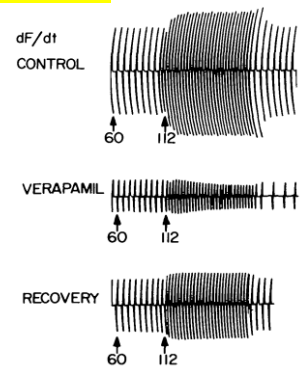 dF/dt
CONTROL
60
112
VERAPAMIL
60
112
RECOVERY
60
112